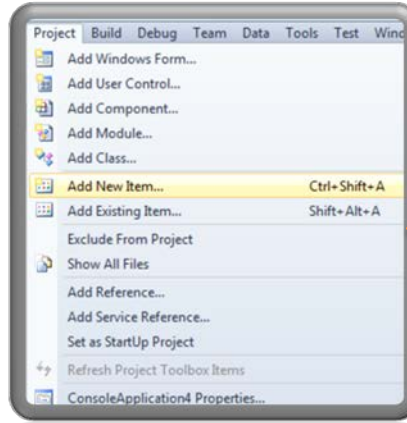 Project Build Debug Team Data Tools Test Wind
Add Windows Form...
Add User Control...
Add Component...
Add Module...
Add Class...
Add New Item... Ctrl+Shift+A
Add Existing Item... Shift+Alt+A
Exclude From Project
Show All Files
Add Reference...
Add Service Reference...
Set as StartUp Project
Refresh Project Toolbox Items
ConsoleApplication4 Properties...